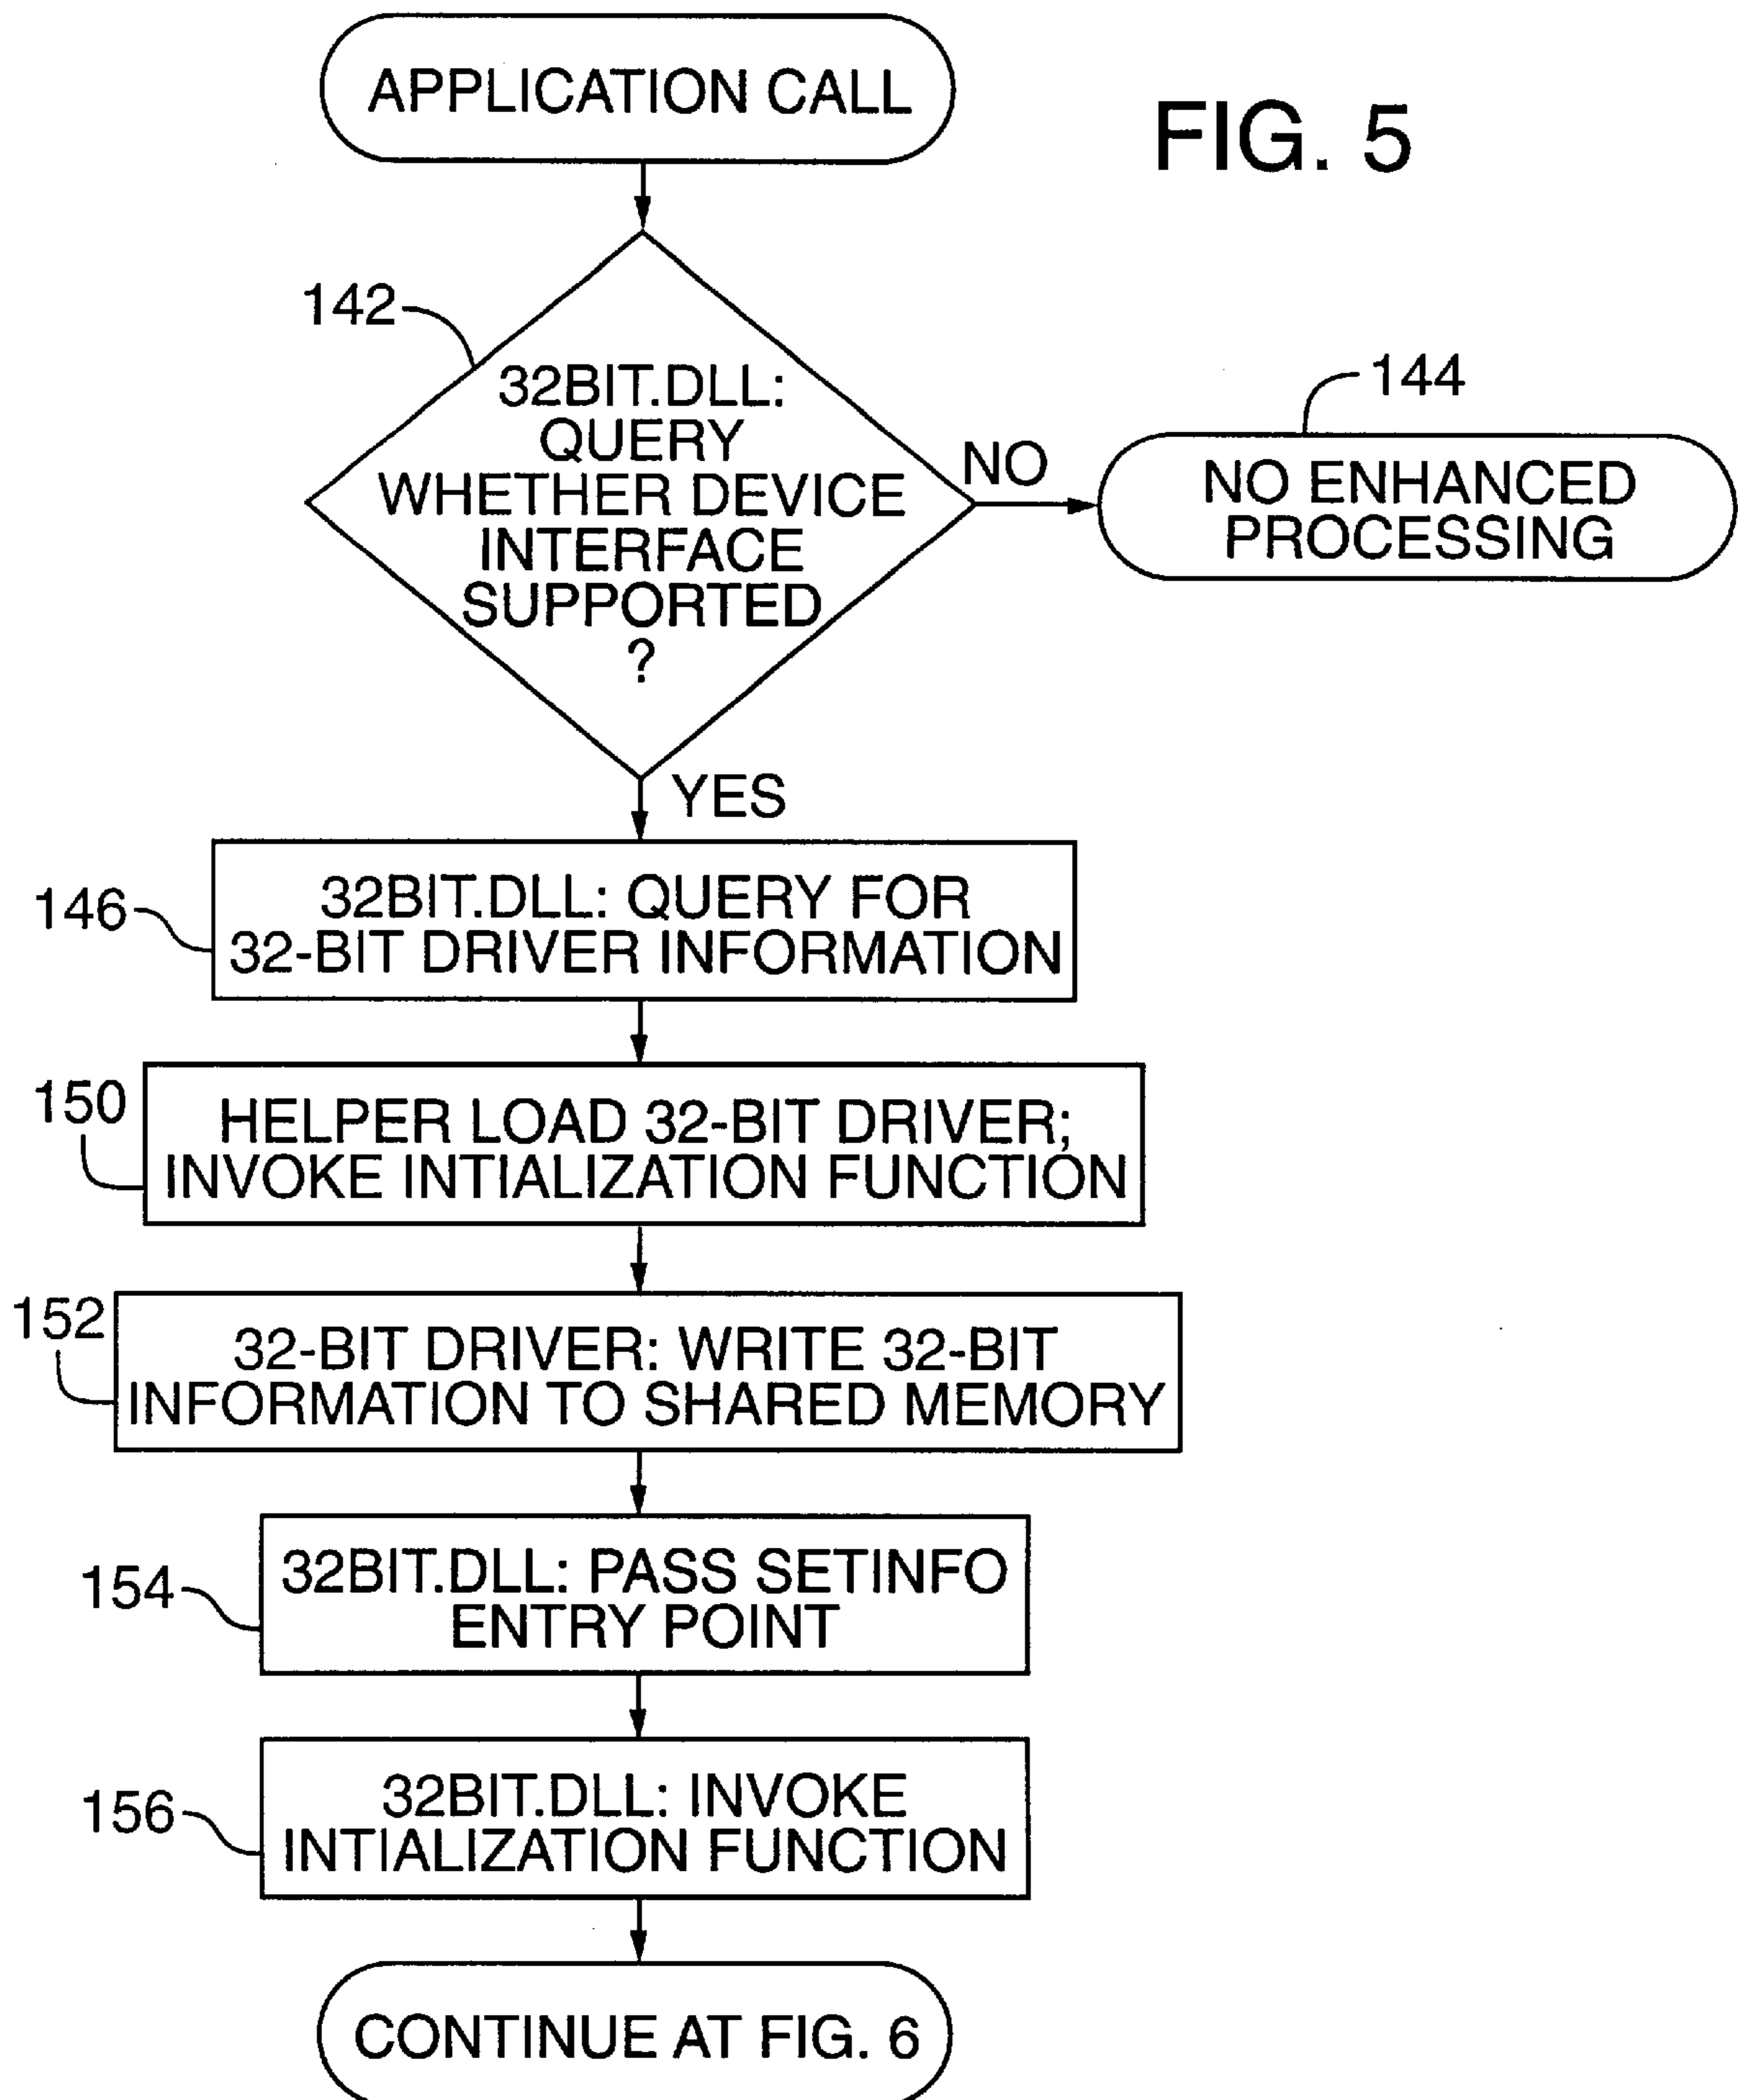 APPLICATION CALL
FIG. 5
142
32BIT.DLL:
QUERY
WHETHER DEVICE
INTERFACE
SUPPORTED
?
NO
144
NO ENHANCED
PROCESSING
YES
146
32BIT.DLL: QUERY FOR
32-BIT DRIVER INFORMATION
150
HELPER LOAD 32-BIT DRIVER;
INVOKE INTIALIZATION FUNCTION
152
32-BIT DRIVER: WRITE 32-BIT
INFORMATION TO SHARED MEMORY
154
32BIT.DLL: PASS SETINFO
ENTRY POINT
156
32BIT.DLL: INVOKE
INTIALIZATION FUNCTION
CONTINUE AT FIG. 6